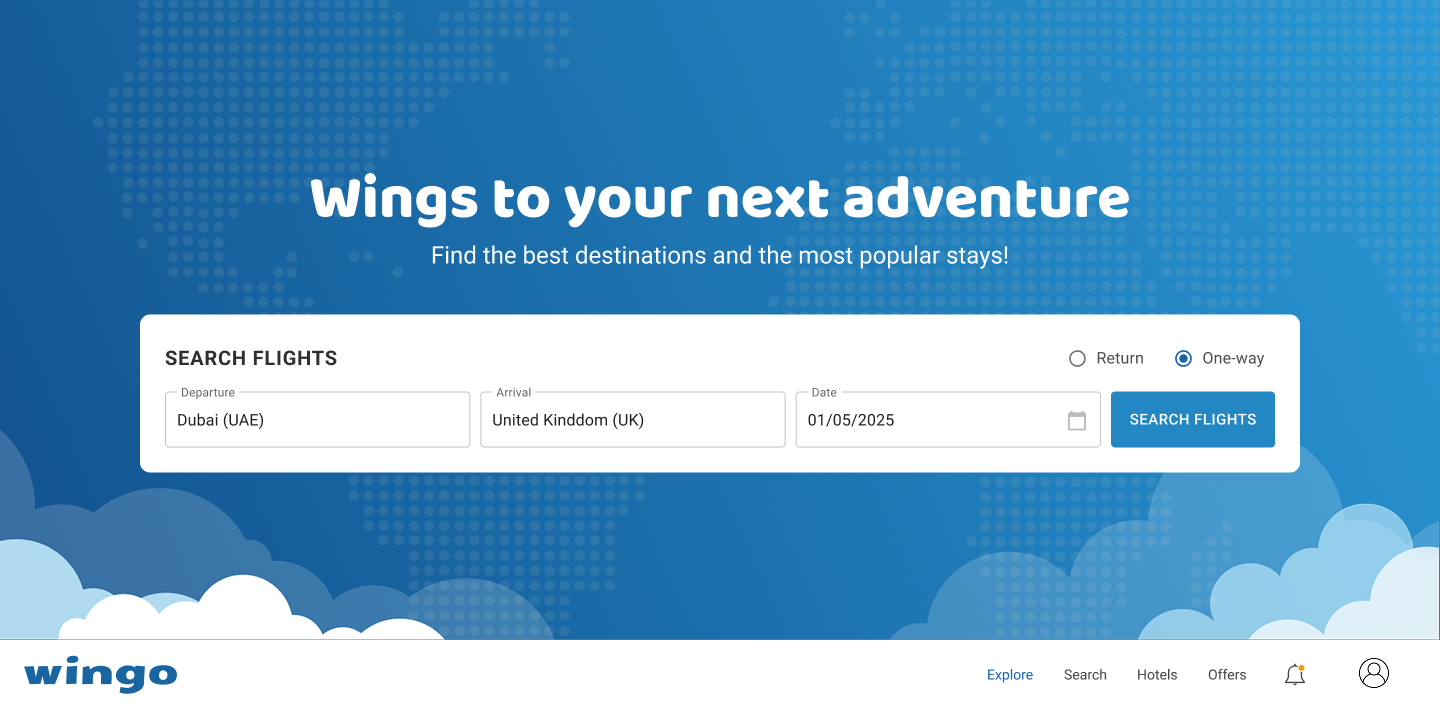 Wings to your next adventure
Find the best destinations and the most popular stays!
SEARCH FLIGHTS
Return One-way
Departure Arrival Date
Dubai (UAE) United Kinddom (UK) 01/05/2025 SEARCH FLIGHTS
wingo Explore Search Hotels Offers